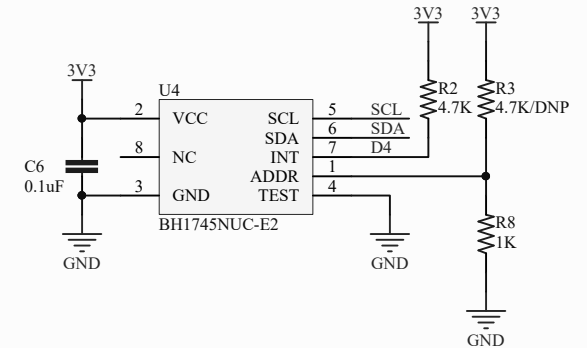 3V3 3V3
R2 R3
4.7K 4.7K/DNP
3V3
U4
2 VCC SCL 5 SCL
SDA 6 SDA
8 NC INT 7 D4
ADDR 1
3 GND TEST 4
C6
0.1uF
BH1745NUC-E2
R8
1K
GND GND
GND